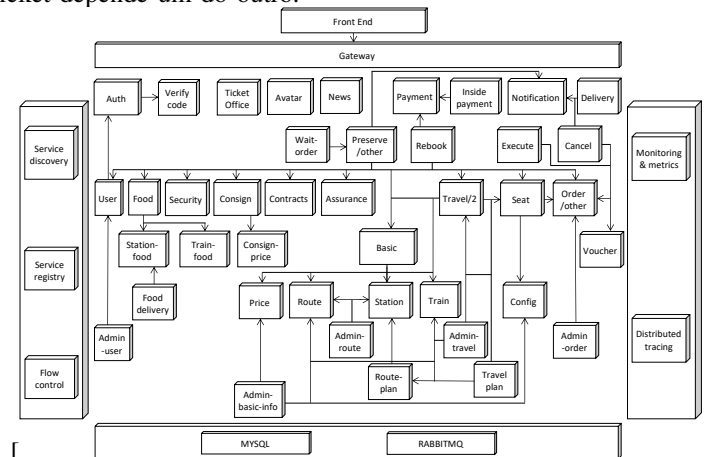 icket depende um do outro.
Front End
Gateway
Auth
Verify
code
Ticket
Office
Avatar
News
Payment
Inside
payment
Notification
Delivery
Service
discovery
Wait-
order
Preserve
/other
Rebook
Execute
Cancel
Monitoring
& metrics
User
Food
Security
Consign
Contracts
Assurance
Travel/2
Seat
Order
/other
Station-
food
Train-
food
Consign-
price
Basic
Voucher
Service
registry
Food
delivery
Price
Route
Station
Train
Config
Admin
-user
Admin-
route
Admin-
travel
Admin
-order
Distributed
tracing
Flow
control
Admin-
basic-info
Route-
plan
Travel
plan
[
MYSQL
RABBITMQ